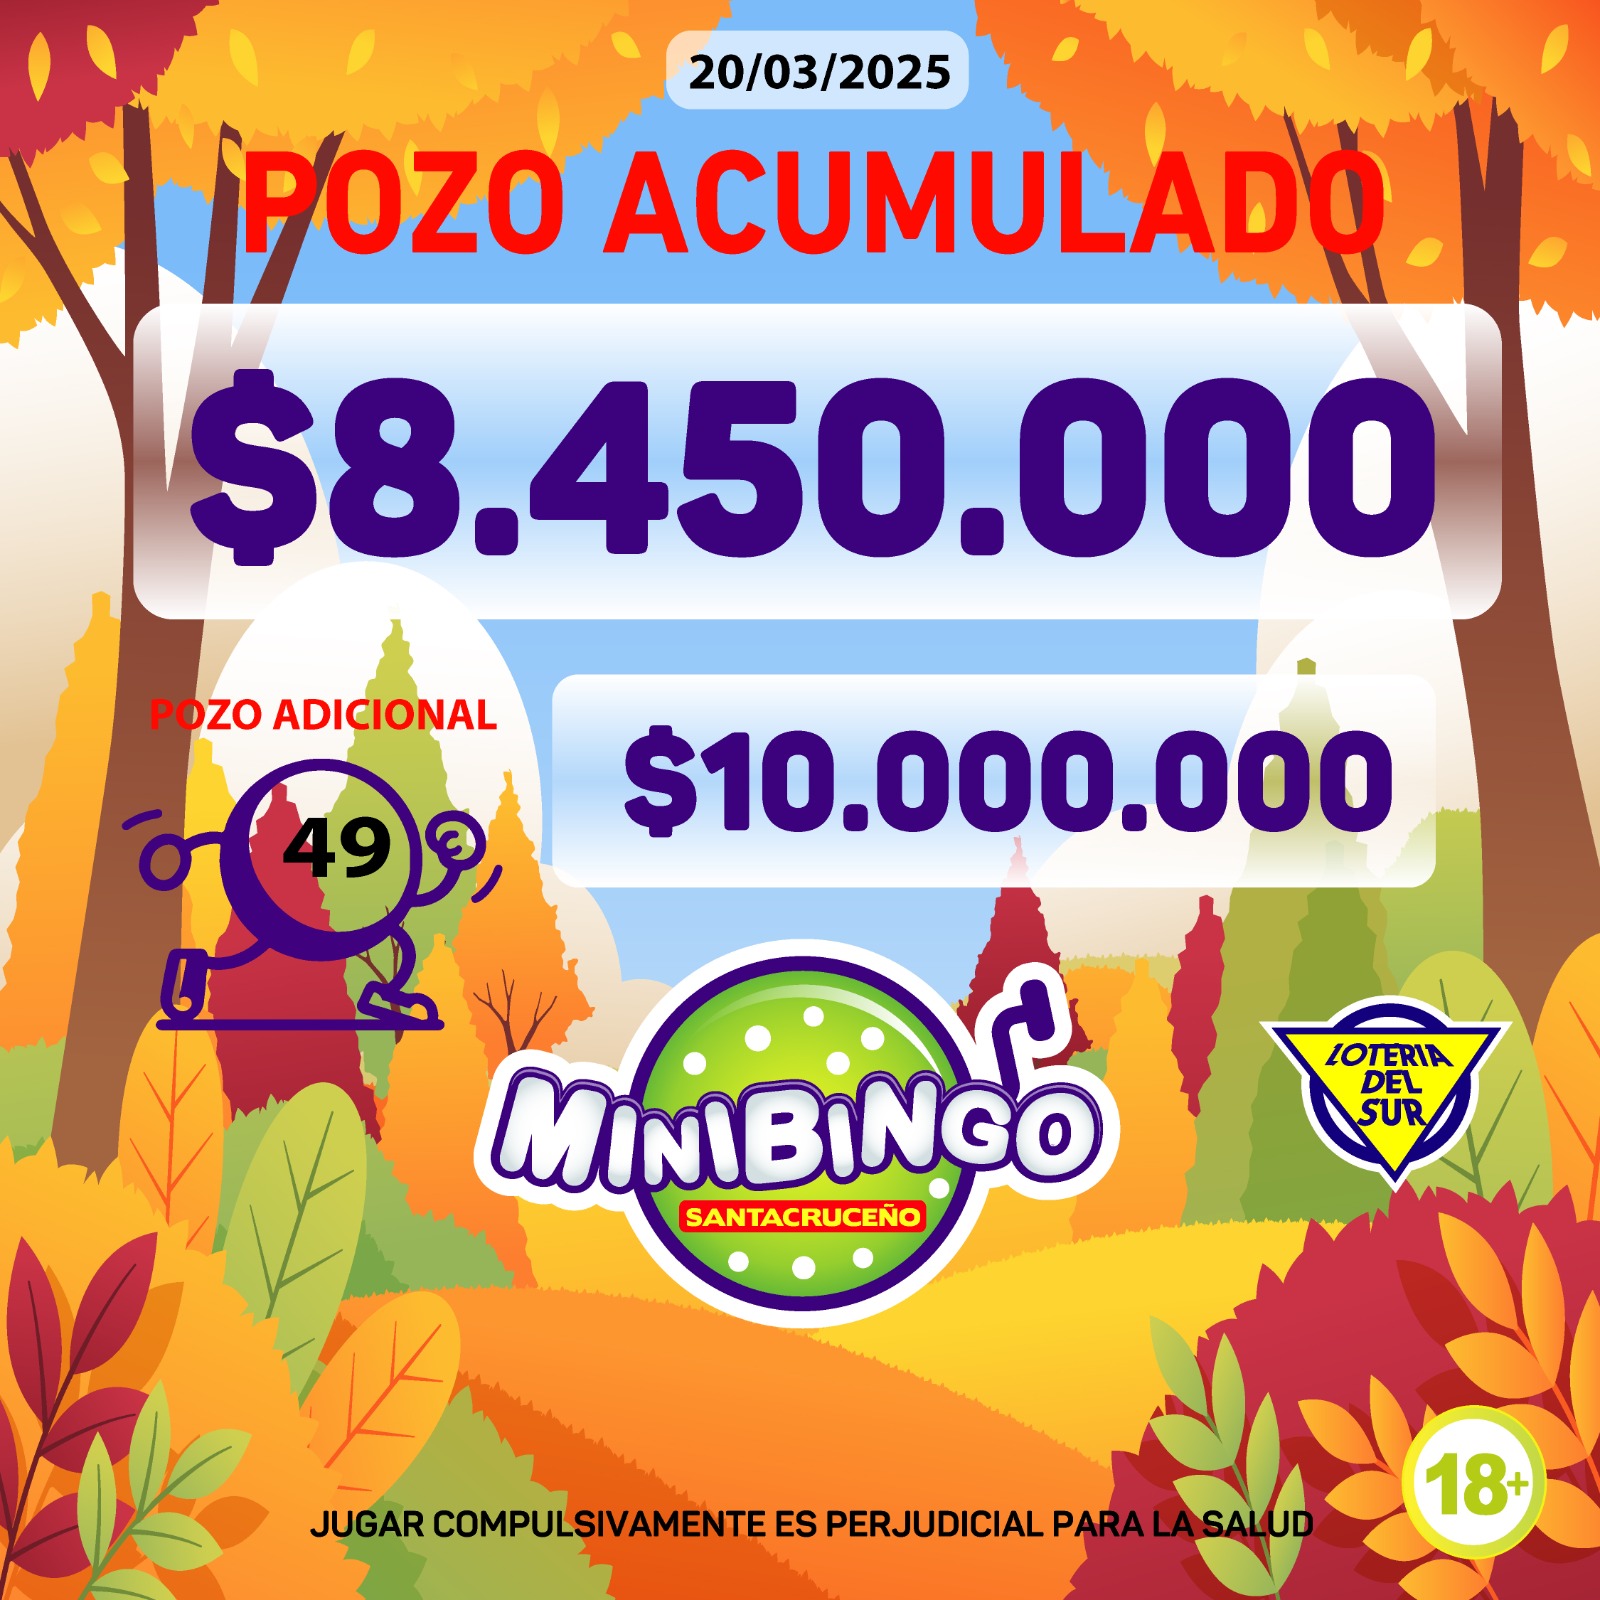 20/03/2025
POZO ACUMULADO
$8.450.000
POZO ADICIONAL
$10.000.000
49
MINIBINGO
SANTACRUCEÑO
LOTERIA
DEL
SUR
18+
JUGAR COMPULSIVAMENTE ES PERJUDICIAL PARA LA SALUD